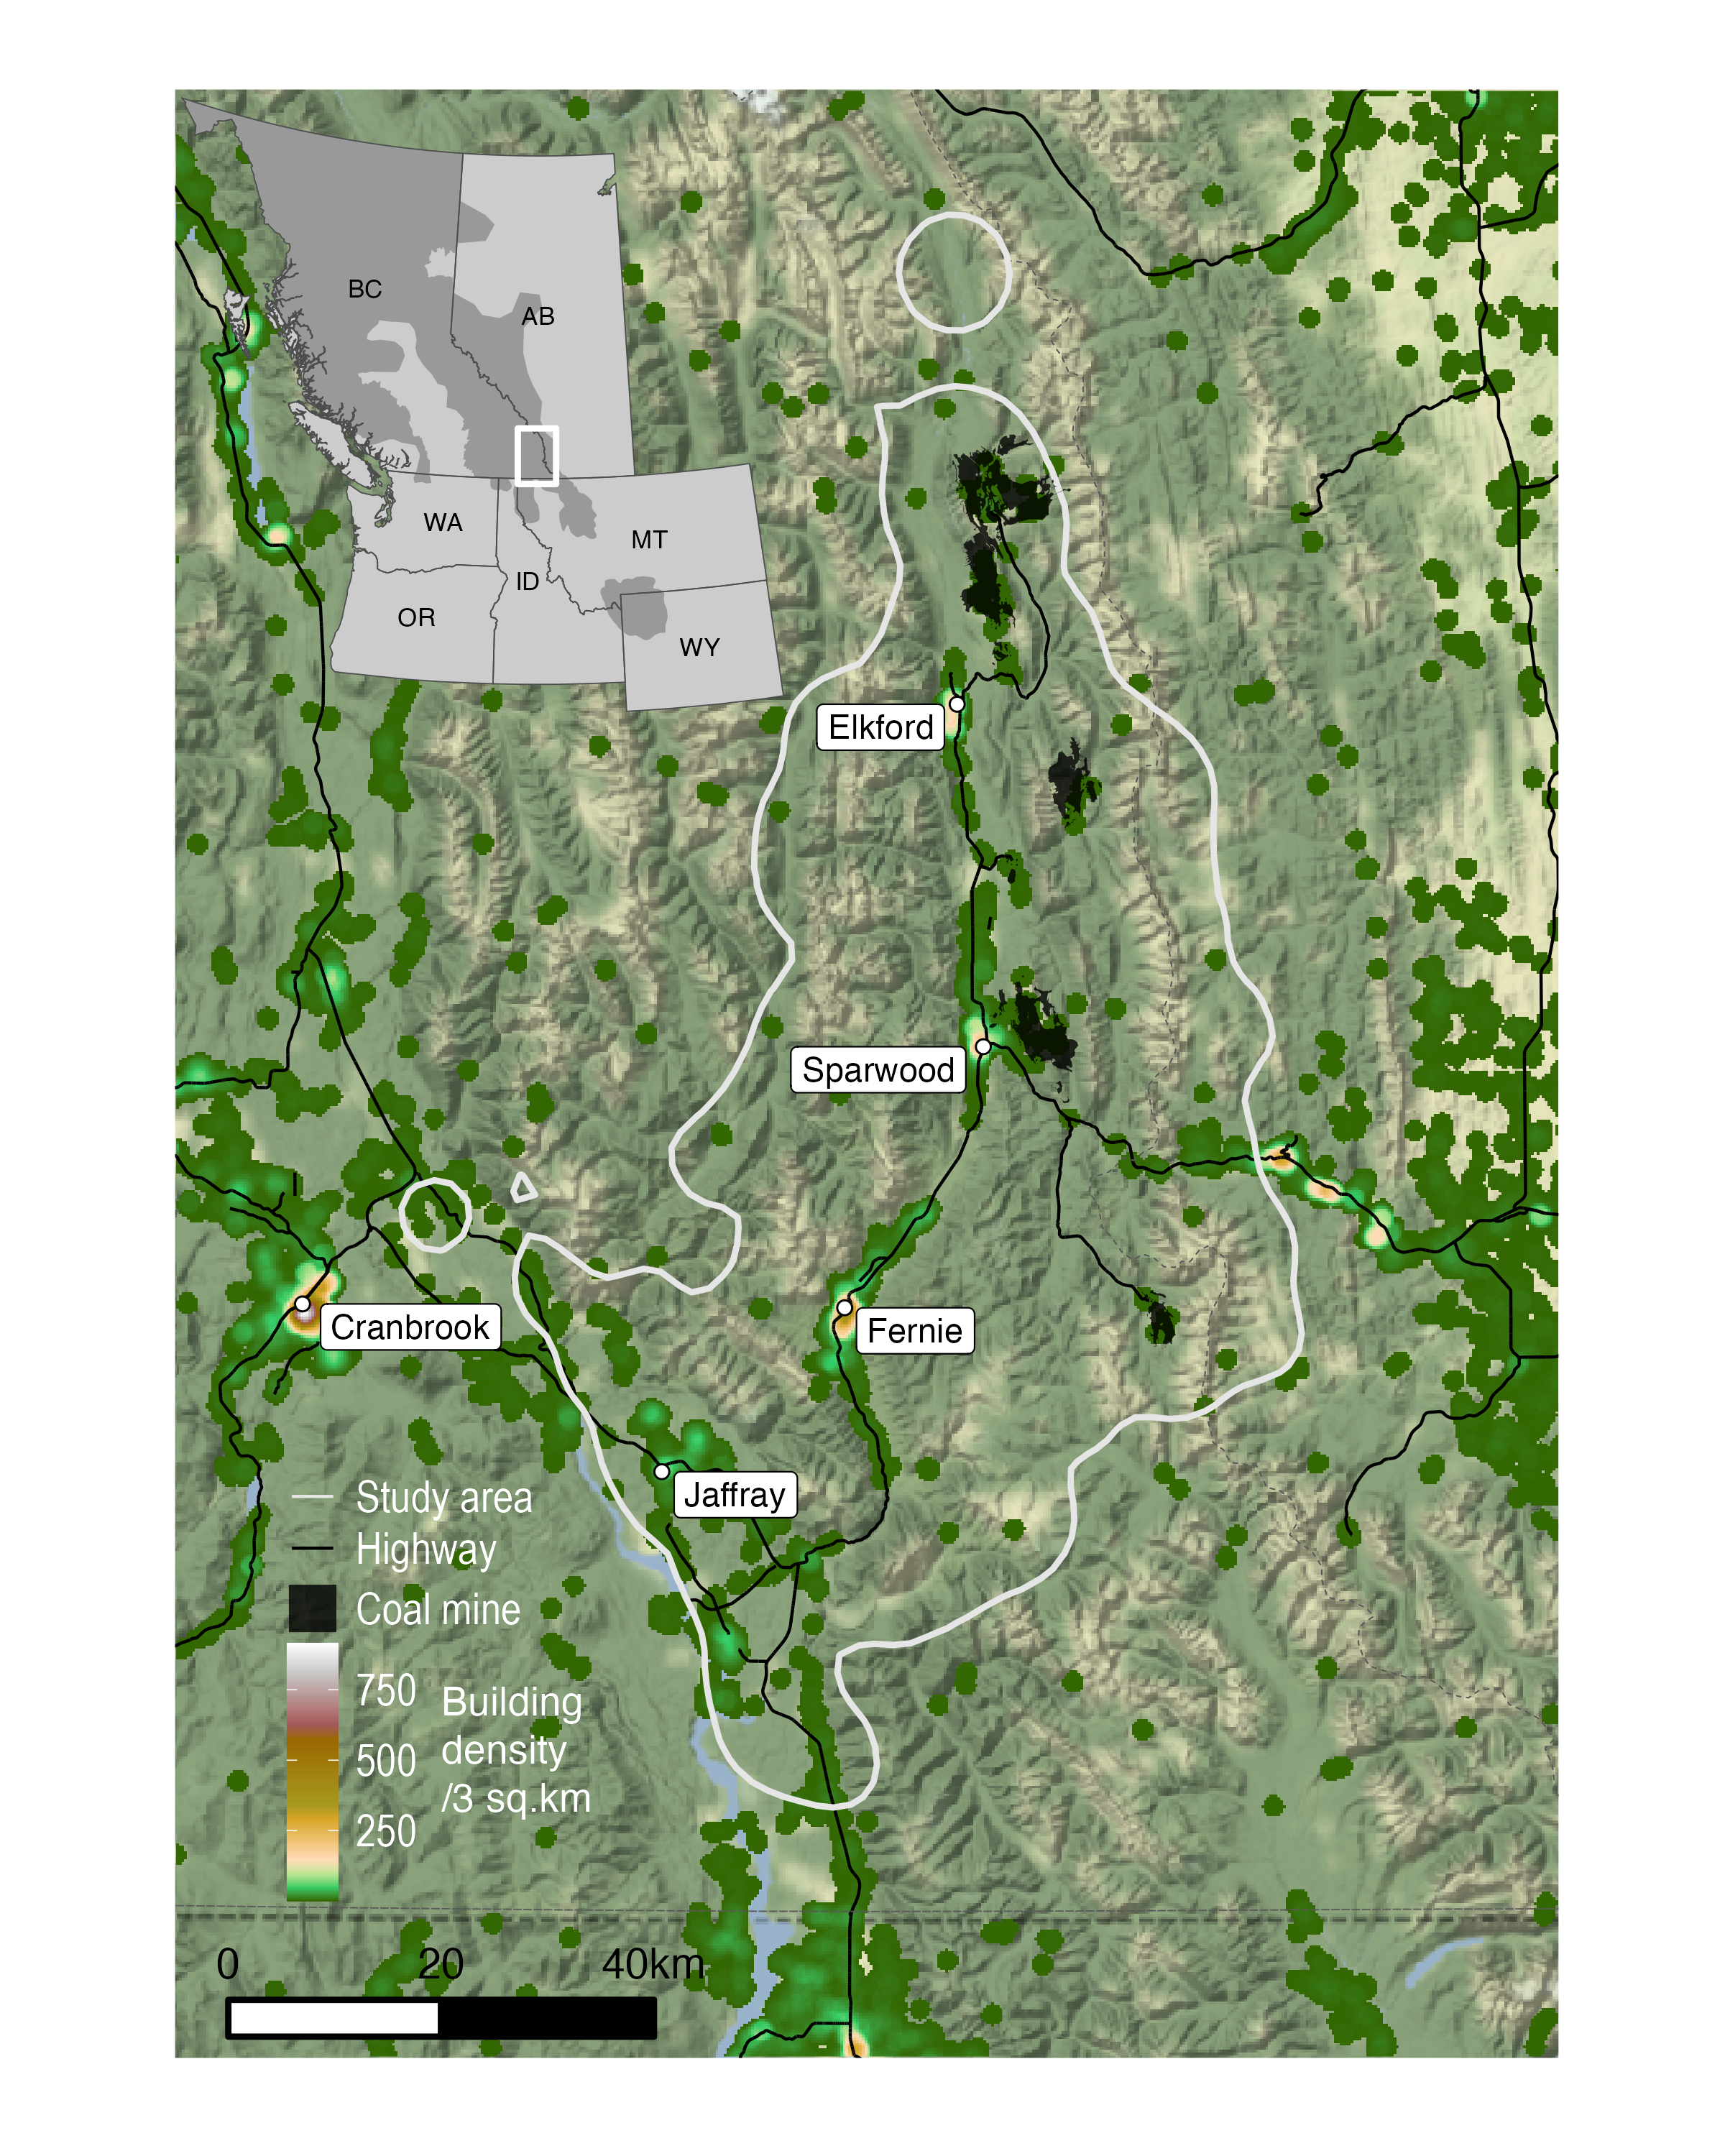 BC
AB
WA
MT
ID
OR
WY
Elkford
Sparwood
Cranbrook
Fernie
Jaffray
Study area
Highway
Coal mine
750
500
250
Building
density
/3 sq.km
0 20 40km